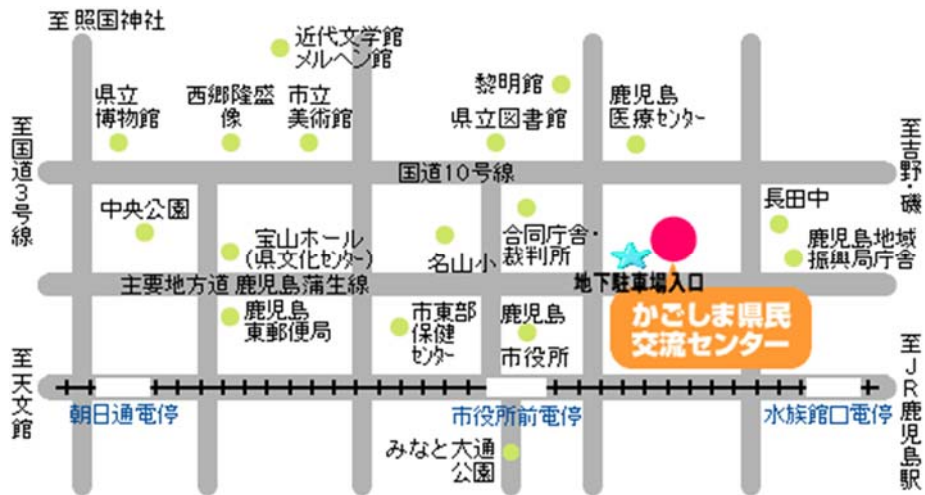 至 照国神社
近代文学館
メルヘン館
黎明館
県立
博物館
西郷隆盛
像
市立
美術館
県立図書館
鹿児島
医療センター
至国道3号線
至吉野・磯
国道10号線
中央公園
宝山ホール
(県文化センター)
名山小
合同庁舎・
裁判所
長田中
鹿児島地域
振興局庁舎
主要地方道 鹿児島蒲生線
地下駐車場入口
かごしま県民
交流センター
鹿児島
東郵便局
市東部
保健
センター
鹿児島
市役所
至天文館
至JR鹿児島駅
朝日通電停
市役所前電停
水族館口電停
みなと大通
公園